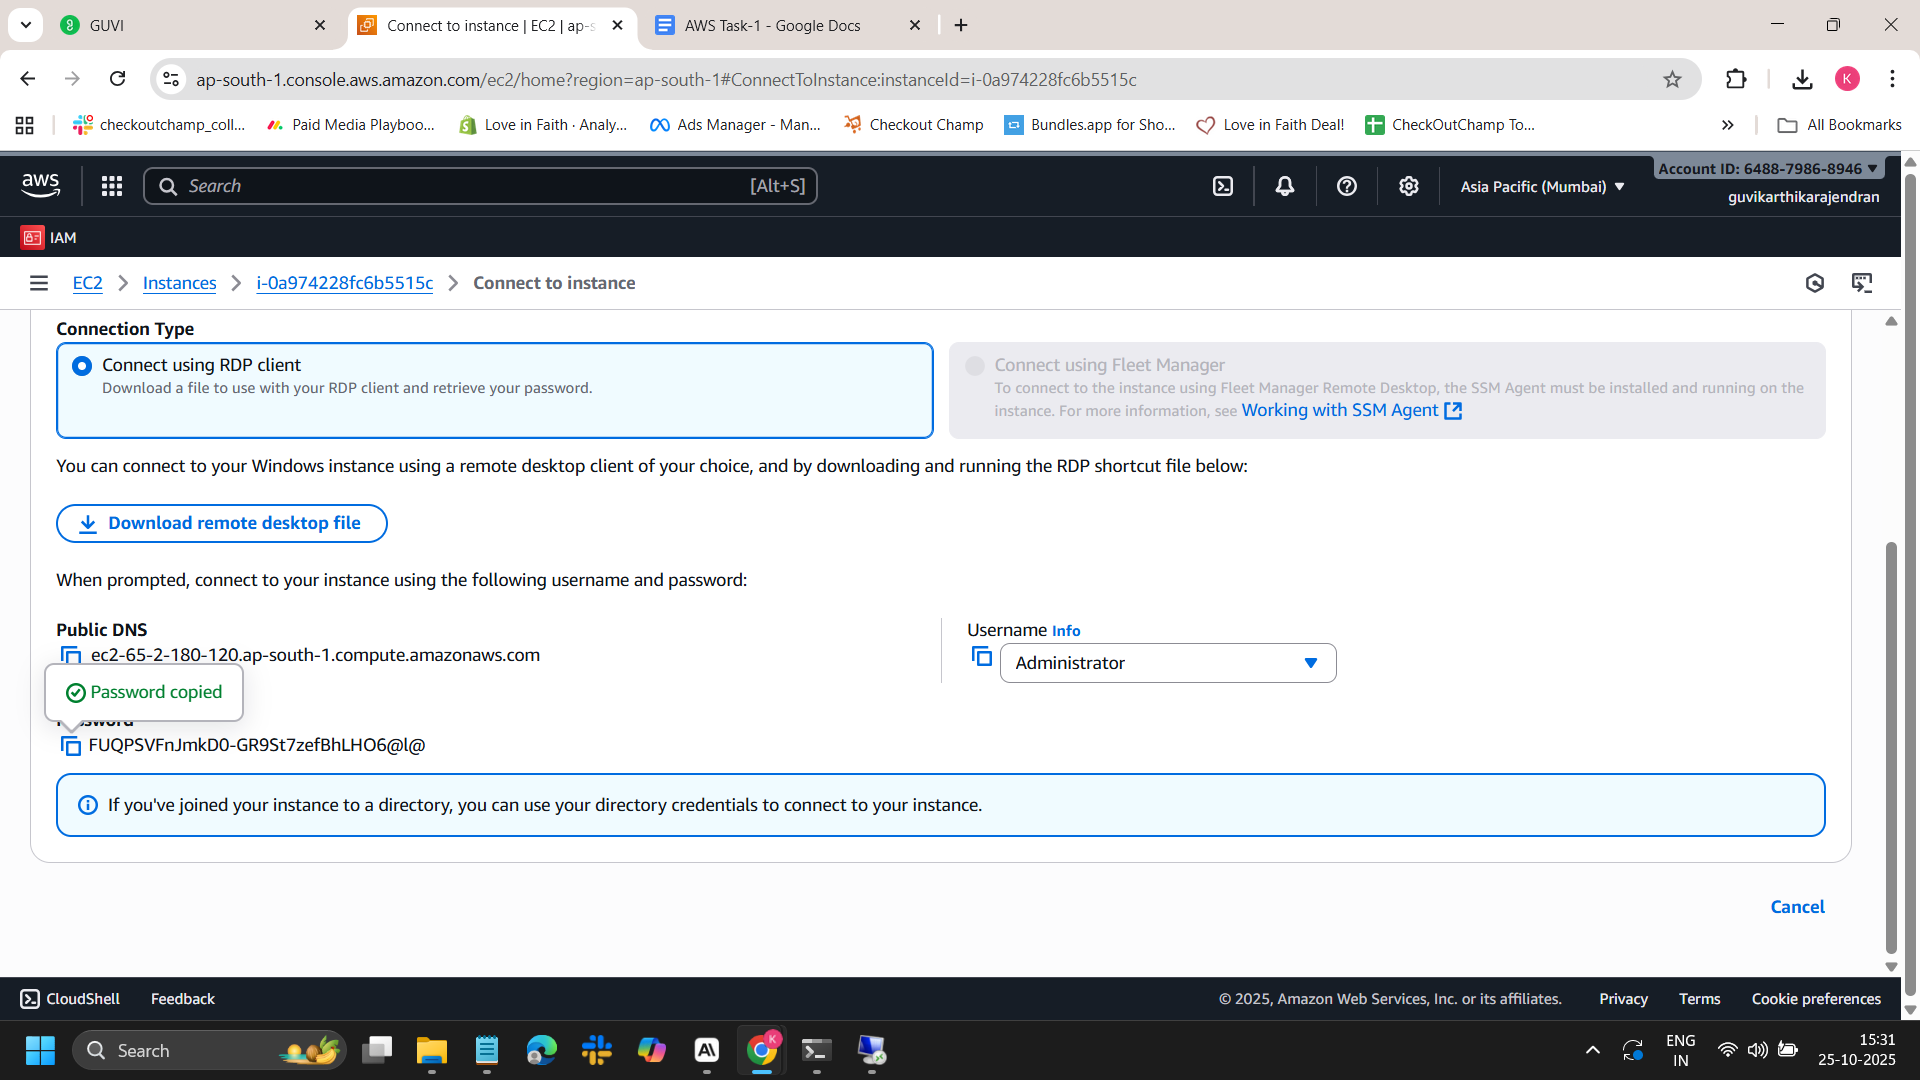 GUVI
Connect to instance | EC2 | ap-s
AWS Task-1 - Google Docs
ap-south-1.console.aws.amazon.com/ec2/home?region=ap-south-1#ConnectToInstance:instanceId=i-0a974228fc6b5515c
K
checkoutchamp_coll...
Paid Media Playboo...
Love in Faith · Analy...
Ads Manager - Man...
Checkout Champ
Bundles.app for Sho...
Love in Faith Deal!
CheckOutChamp To...
»
All Bookmarks
aws
Search
[Alt+S]
Asia Pacific (Mumbai)
Account ID: 6488-7986-8946
guvikarthikarajendran
IAM
EC2
Instances
i-0a974228fc6b5515c
Connect to instance
Connection Type
Connect using RDP client
Download a file to use with your RDP client and retrieve your password.
Connect using Fleet Manager
To connect to the instance using Fleet Manager Remote Desktop, the SSM Agent must be installed and running on the
instance. For more information, see Working with SSM Agent
You can connect to your Windows instance using a remote desktop client of your choice, and by downloading and running the RDP shortcut file below:
Download remote desktop file
When prompted, connect to your instance using the following username and password:
Public DNS
ec2-65-2-180-120.ap-south-1.compute.amazonaws.com
Username Info
Administrator
Password copied
Password
FUQPSVFnJmkD0-GR9St7zefBhLHO6@l@
If you've joined your instance to a directory, you can use your directory credentials to connect to your instance.
Cancel
CloudShell
Feedback
© 2025, Amazon Web Services, Inc. or its affiliates.
Privacy
Terms
Cookie preferences
Search
K
ENG
IN
15:31
25-10-2025